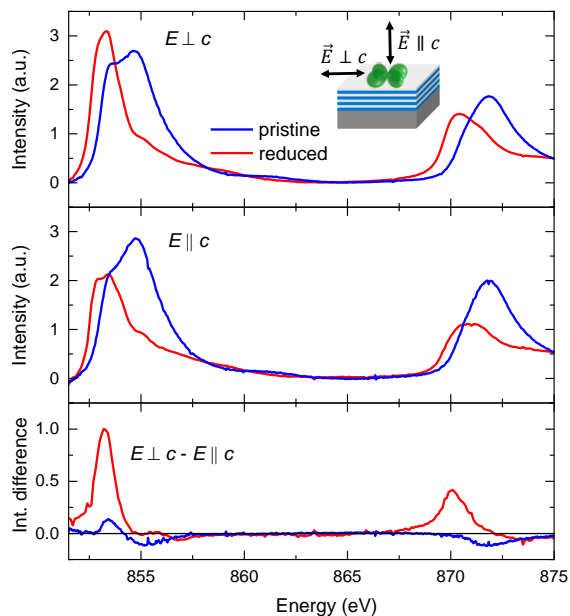 E ⊥ c
E⃗ ⊥ c
E⃗ ∥ c
pristine
reduced
Intensity (a.u.)
3
2
1
0
E ∥ c
Intensity (a.u.)
3
2
1
0
E ⊥ c - E ∥ c
Int. difference
1.0
0.5
0.0
855
860
865
870
875
Energy (eV)